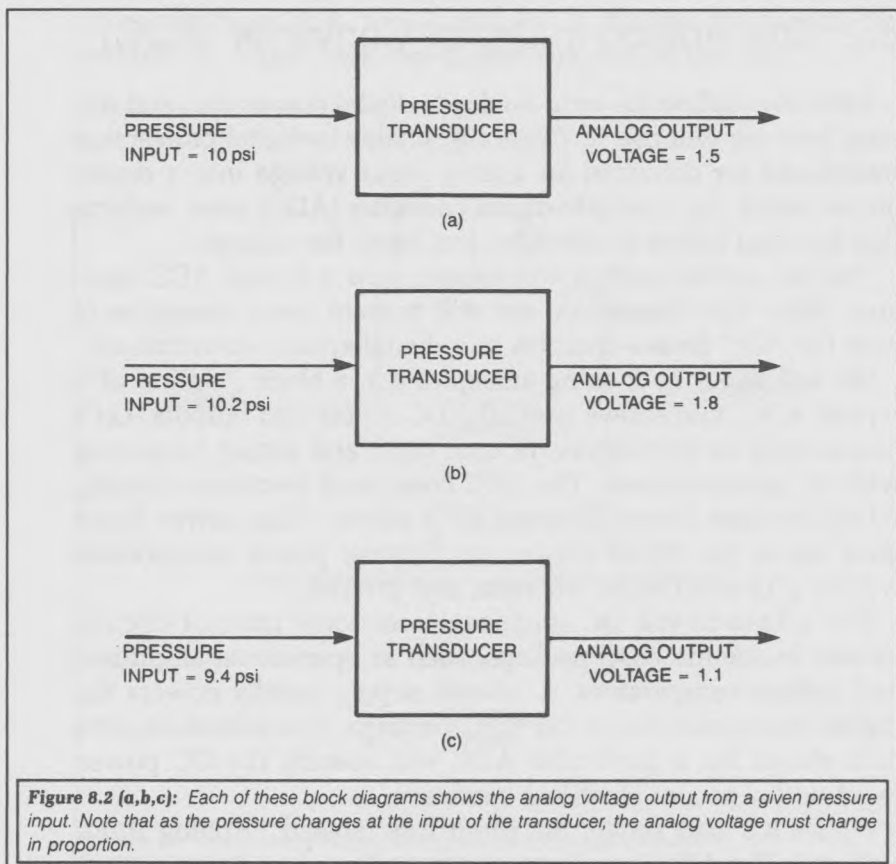 PRESSURE
TRANSDUCER
PRESSURE
INPUT = 10 psi
ANALOG OUTPUT
VOLTAGE = 1.5
(a)
PRESSURE
TRANSDUCER
PRESSURE
INPUT = 10.2 psi
ANALOG OUTPUT
VOLTAGE = 1.8
(b)
PRESSURE
TRANSDUCER
PRESSURE
INPUT = 9.4 psi
ANALOG OUTPUT
VOLTAGE = 1.1
(c)
Figure 8.2 (a,b,c): Each of these block diagrams shows the analog voltage output from a given pressure
input. Note that as the pressure changes at the input of the transducer, the analog voltage must change
in proportion.